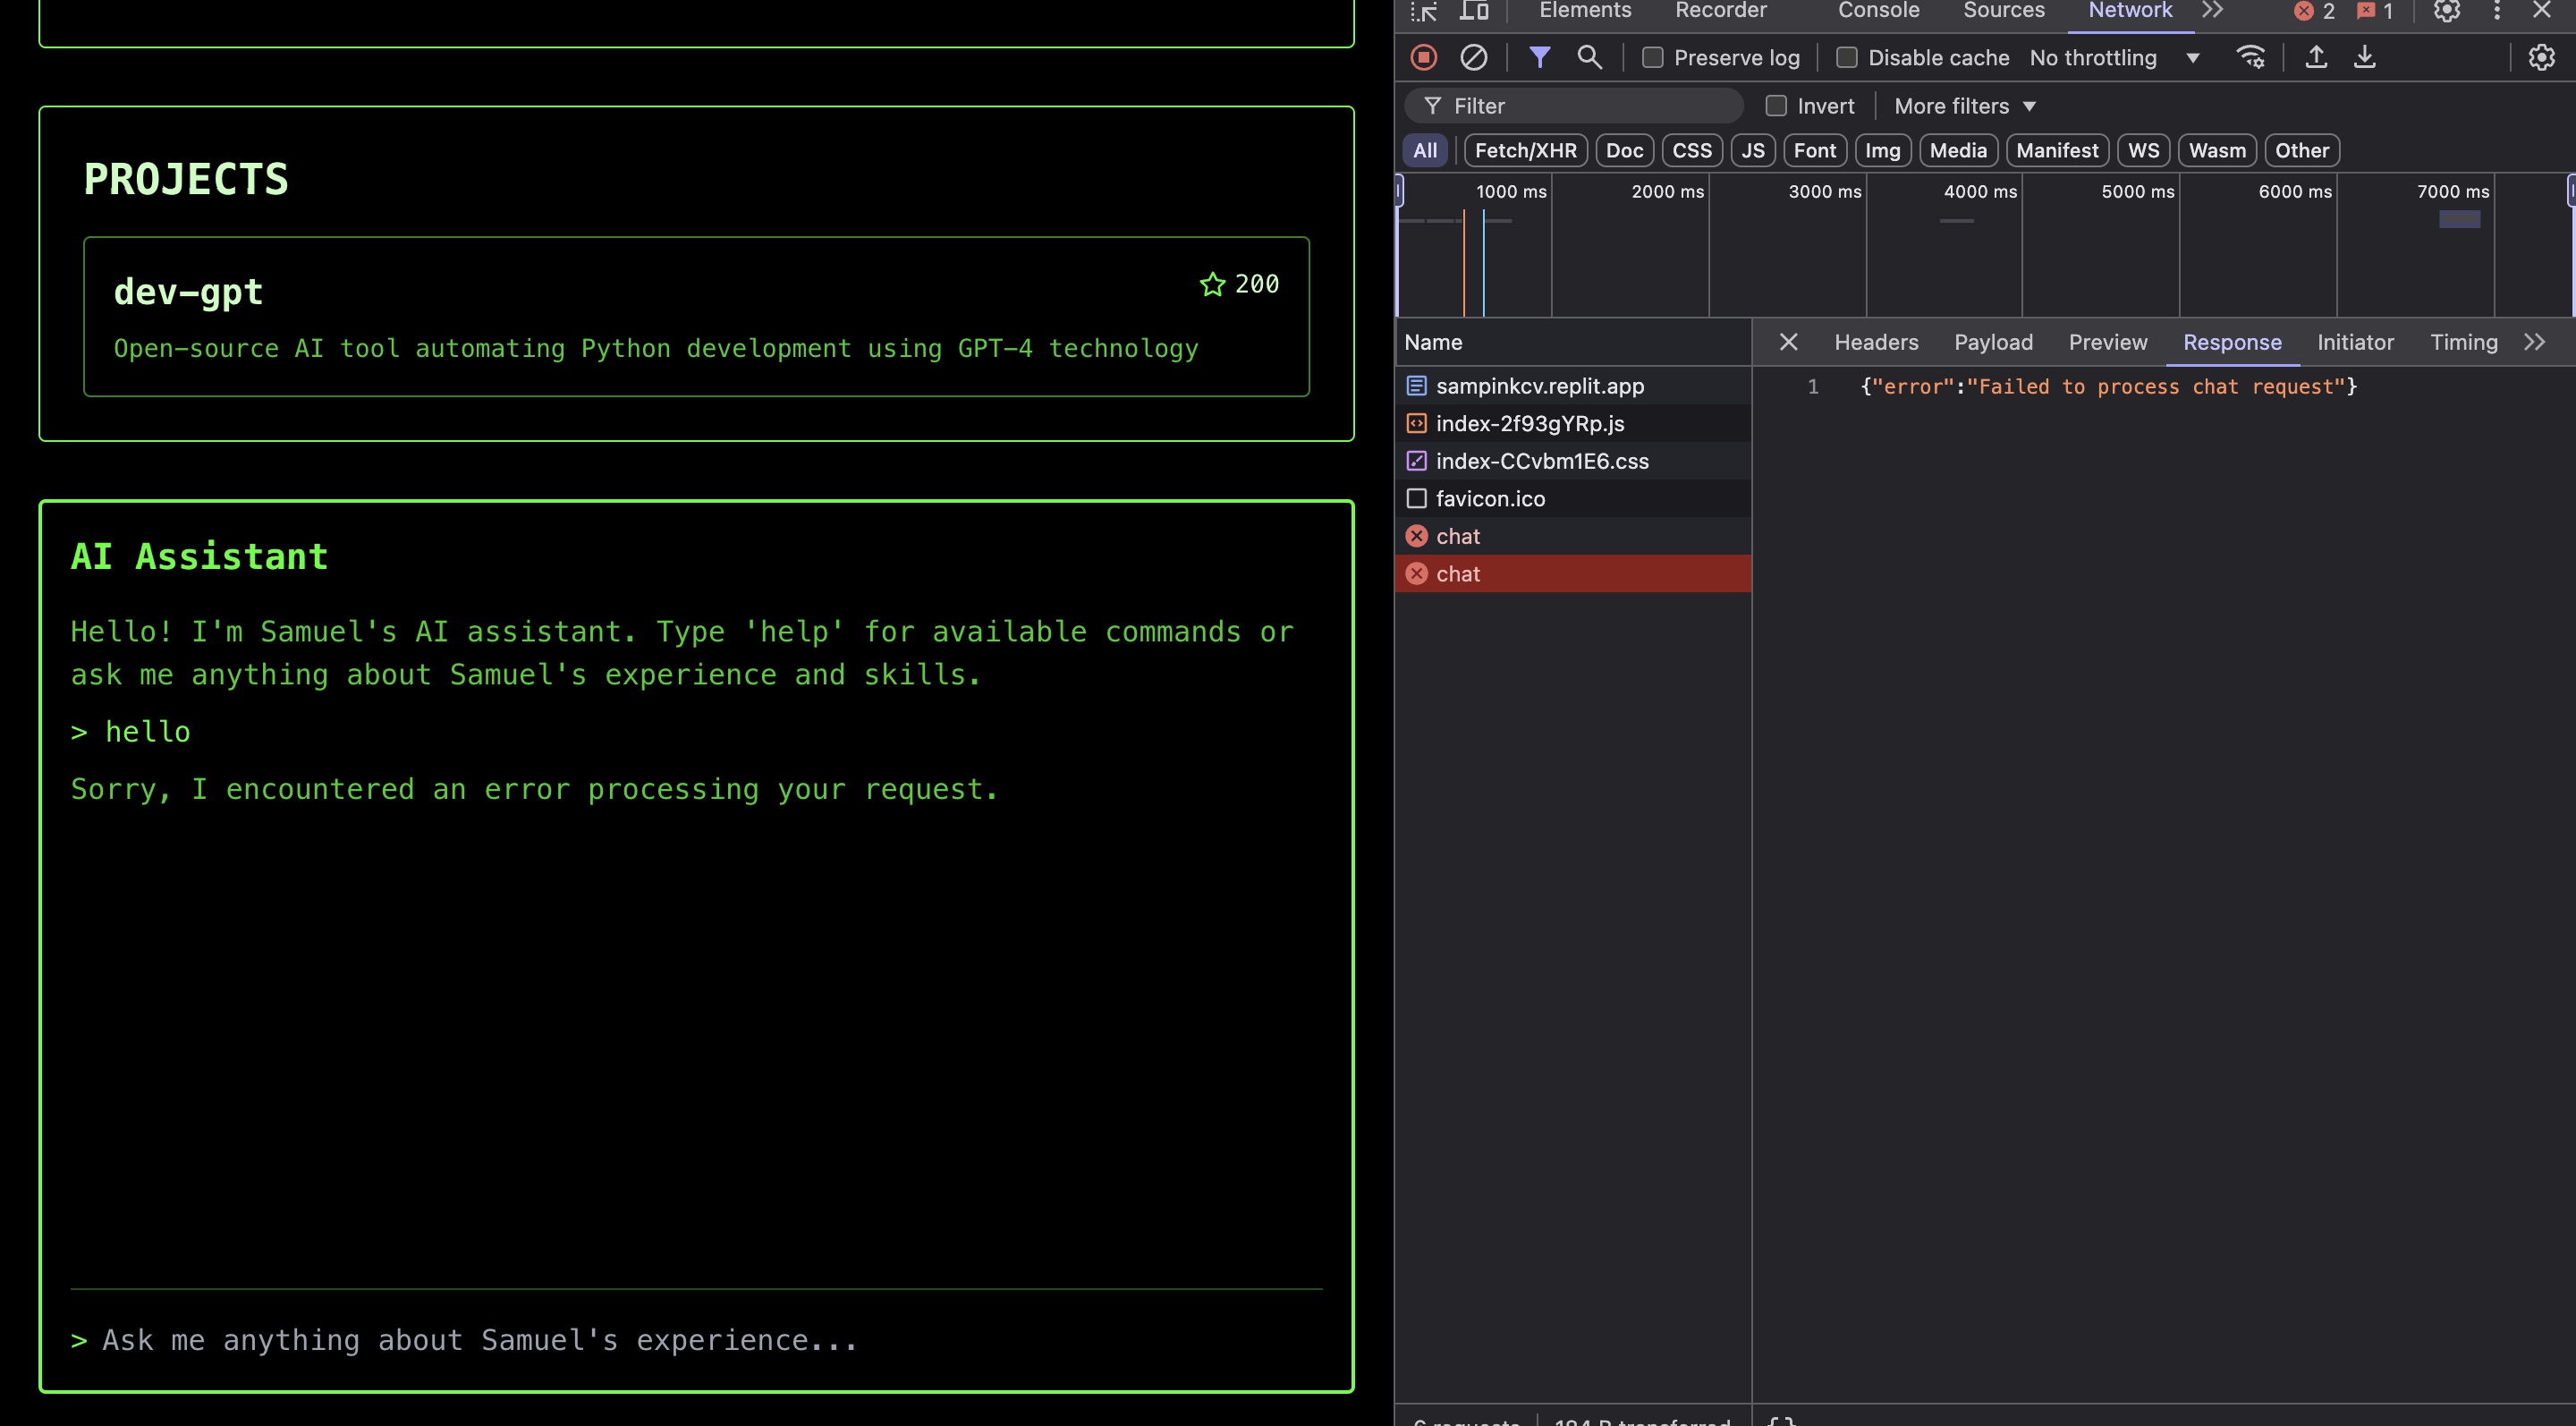 PROJECTS
dev-gpt
200
Open-source AI tool automating Python development using GPT-4 technology
AI Assistant
Hello! I'm Samuel's AI assistant. Type 'help' for available commands or
ask me anything about Samuel's experience and skills.
> hello
Sorry, I encountered an error processing your request.
> Ask me anything about Samuel's experience...
Elements Recorder Console Sources Network 2 1
Preserve log Disable cache No throttling
Filter Invert More filters
All Fetch/XHR Doc CSS JS Font Img Media Manifest WS Wasm Other
1000 ms 2000 ms 3000 ms 4000 ms 5000 ms 6000 ms 7000 ms
Name
sampinkcv.replit.app
index-2f93gYRp.js
index-CCvbm1E6.css
favicon.ico
chat
chat
Headers Payload Preview Response Initiator Timing
1 {"error":"Failed to process chat request"}
6 requests 184 B transferred { }